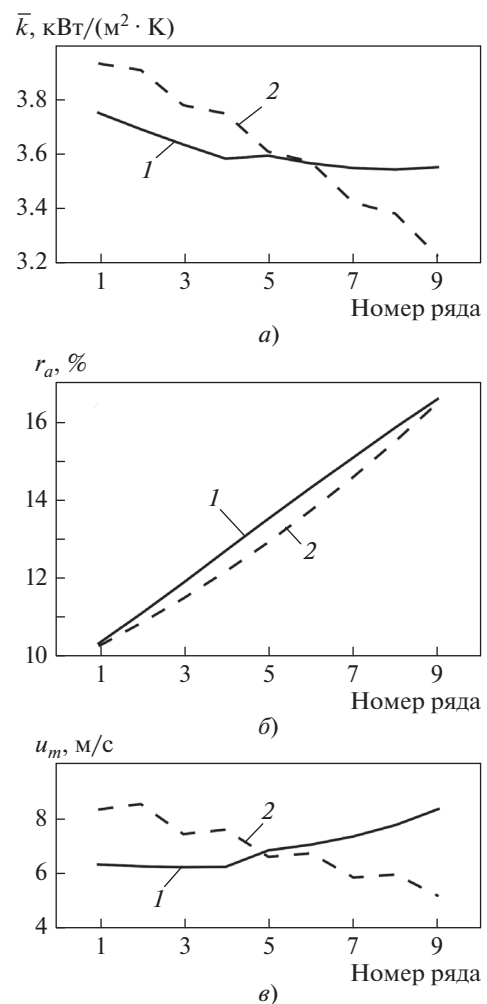 k̅, кВт/(м² · К)
3.8
3.6
3.4
3.2
2
1
1 3 5 7 9
Номер ряда
а)
r_a, %
16
14
12
10
1
2
1 3 5 7 9
Номер ряда
б)
u_m, м/с
8
6
4
2
1
1 3 5 7 9
Номер ряда
в)